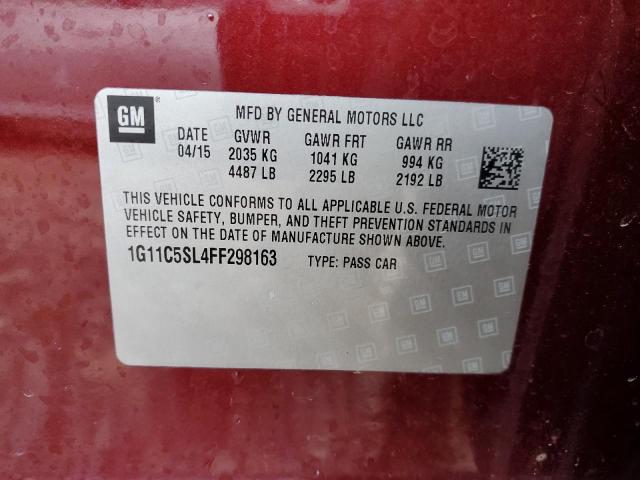 GM
MFD BY GENERAL MOTORS LLC
DATE GVWR GAWR FRT GAWR RR
04/15 2035 KG 1041 KG 994 KG
4487 LB 2295 LB 2192 LB
THIS VEHICLE CONFORMS TO ALL APPLICABLE U.S. FEDERAL MOTOR
VEHICLE SAFETY, BUMPER, AND THEFT PREVENTION STANDARDS IN
EFFECT ON THE DATE OF MANUFACTURE SHOWN ABOVE.
1G11C5SL4FF298163 TYPE: PASS CAR